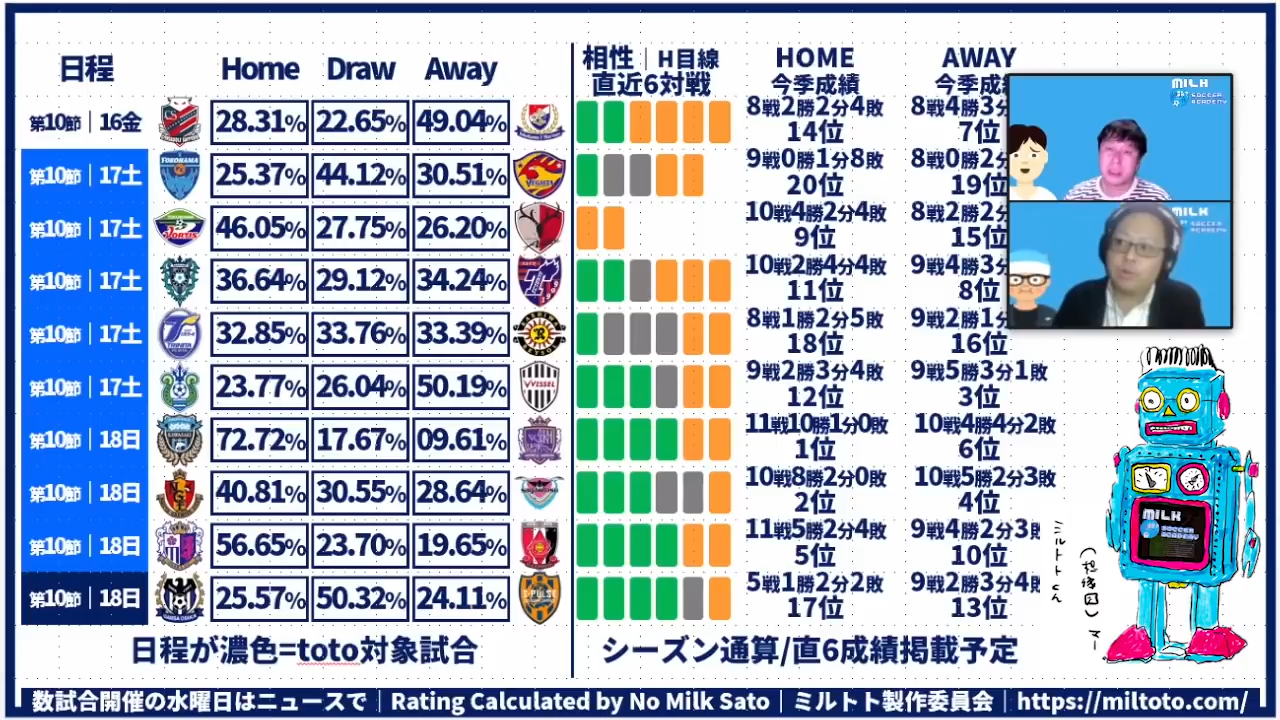 日程 Home Draw Away 相性｜H目線 HOME AWAY
直近6対戦 今季成績 今季成績
第10節｜16金 28.31% 22.65% 49.04% 8戦2勝2分4敗 8戦4勝3分
14位 7位
第10節｜17土 25.37% 44.12% 30.51% 9戦0勝1分8敗 8戦0勝2分
20位 19位
第10節｜17土 46.05% 27.75% 26.20% 10戦4勝2分4敗 8戦2勝2分
9位 15位
第10節｜17土 36.64% 29.12% 34.24% 10戦2勝4分4敗 9戦4勝3分
11位 8位
第10節｜17土 32.85% 33.76% 33.39% 8戦1勝2分5敗 9戦2勝1分
18位 16位
第10節｜17土 23.77% 26.04% 50.19% 9戦2勝3分4敗 9戦5勝3分1敗
12位 3位
第10節｜18日 72.72% 17.67% 09.61% 11戦10勝1分0敗 10戦4勝4分2敗
1位 6位
第10節｜18日 40.81% 30.55% 28.64% 10戦8勝2分0敗 10戦5勝2分3敗
2位 4位
第10節｜18日 56.65% 23.70% 19.65% 11戦5勝2分4敗 9戦4勝2分3敗
5位 10位
第10節｜18日 25.57% 50.32% 24.11% 5戦1勝2分2敗 9戦2勝3分4敗
17位 13位
日程が濃色=toto対象試合 シーズン通算/直6成績掲載予定
MILK
SOCCER
ACADEMY
MILK
SOCCER
ACADEMY
MILK
SOCCER
ACADEMY
ミルトトくん
数試合開催の水曜日はニュースで｜Rating Calculated by No Milk Sato｜ミルトト製作委員会｜https://miltoto.com/